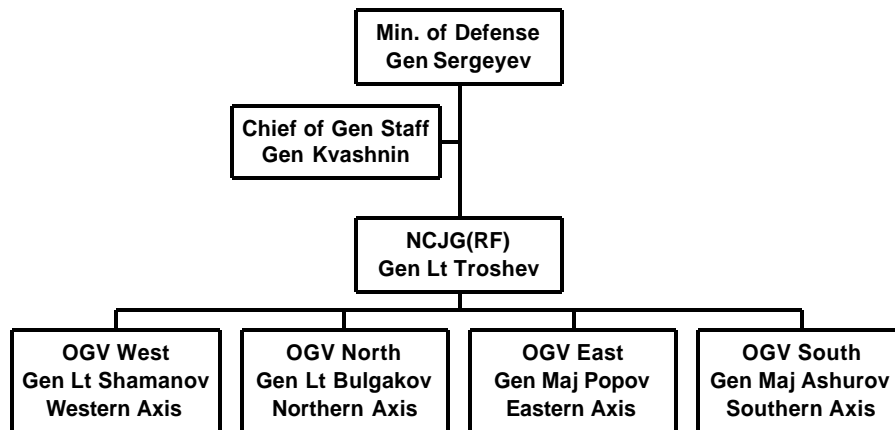 Min. of Defense
Gen Sergeyev
Chief of Gen Staff
Gen Kvashnin
NCJG(RF)
Gen Lt Troshev
OGV West
Gen Lt Shamanov
Western Axis
OGV North
Gen Lt Bulgakov
Northern Axis
OGV East
Gen Maj Popov
Eastern Axis
OGV South
Gen Maj Ashurov
Southern Axis